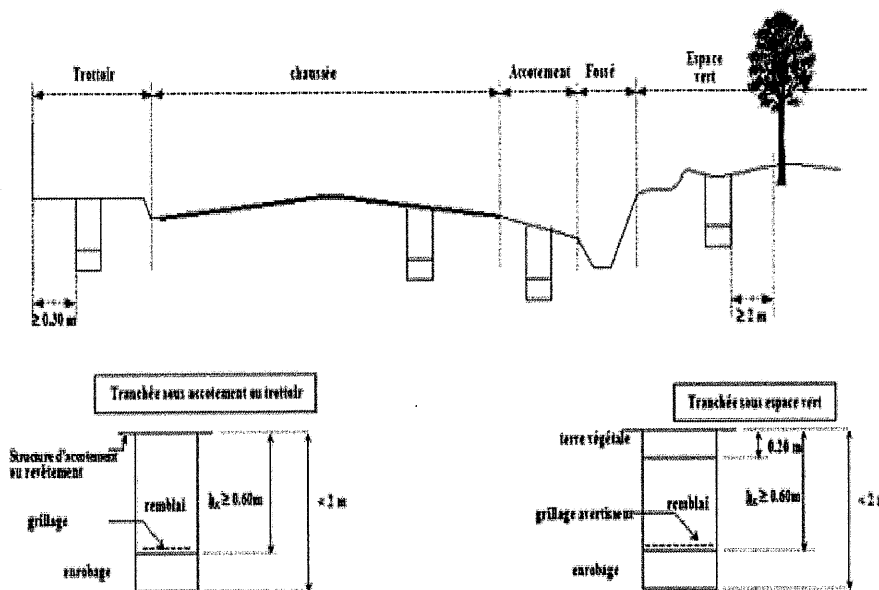 Trottoir
chaussée
Accotement
Fossé
Espace
vert
≥ 0.30 m
≥ 2 m
Tranchée sous accotement ou trottoir
Structure d'accotement
ou revêtement
remblai
grillage
enrobage
≥ 0.60m
< 2 m
Tranchée sous espace vert
terre végétale
0.20 m
remblai
≥ 0.60m
grillage avertisseur
enrobage
< 2